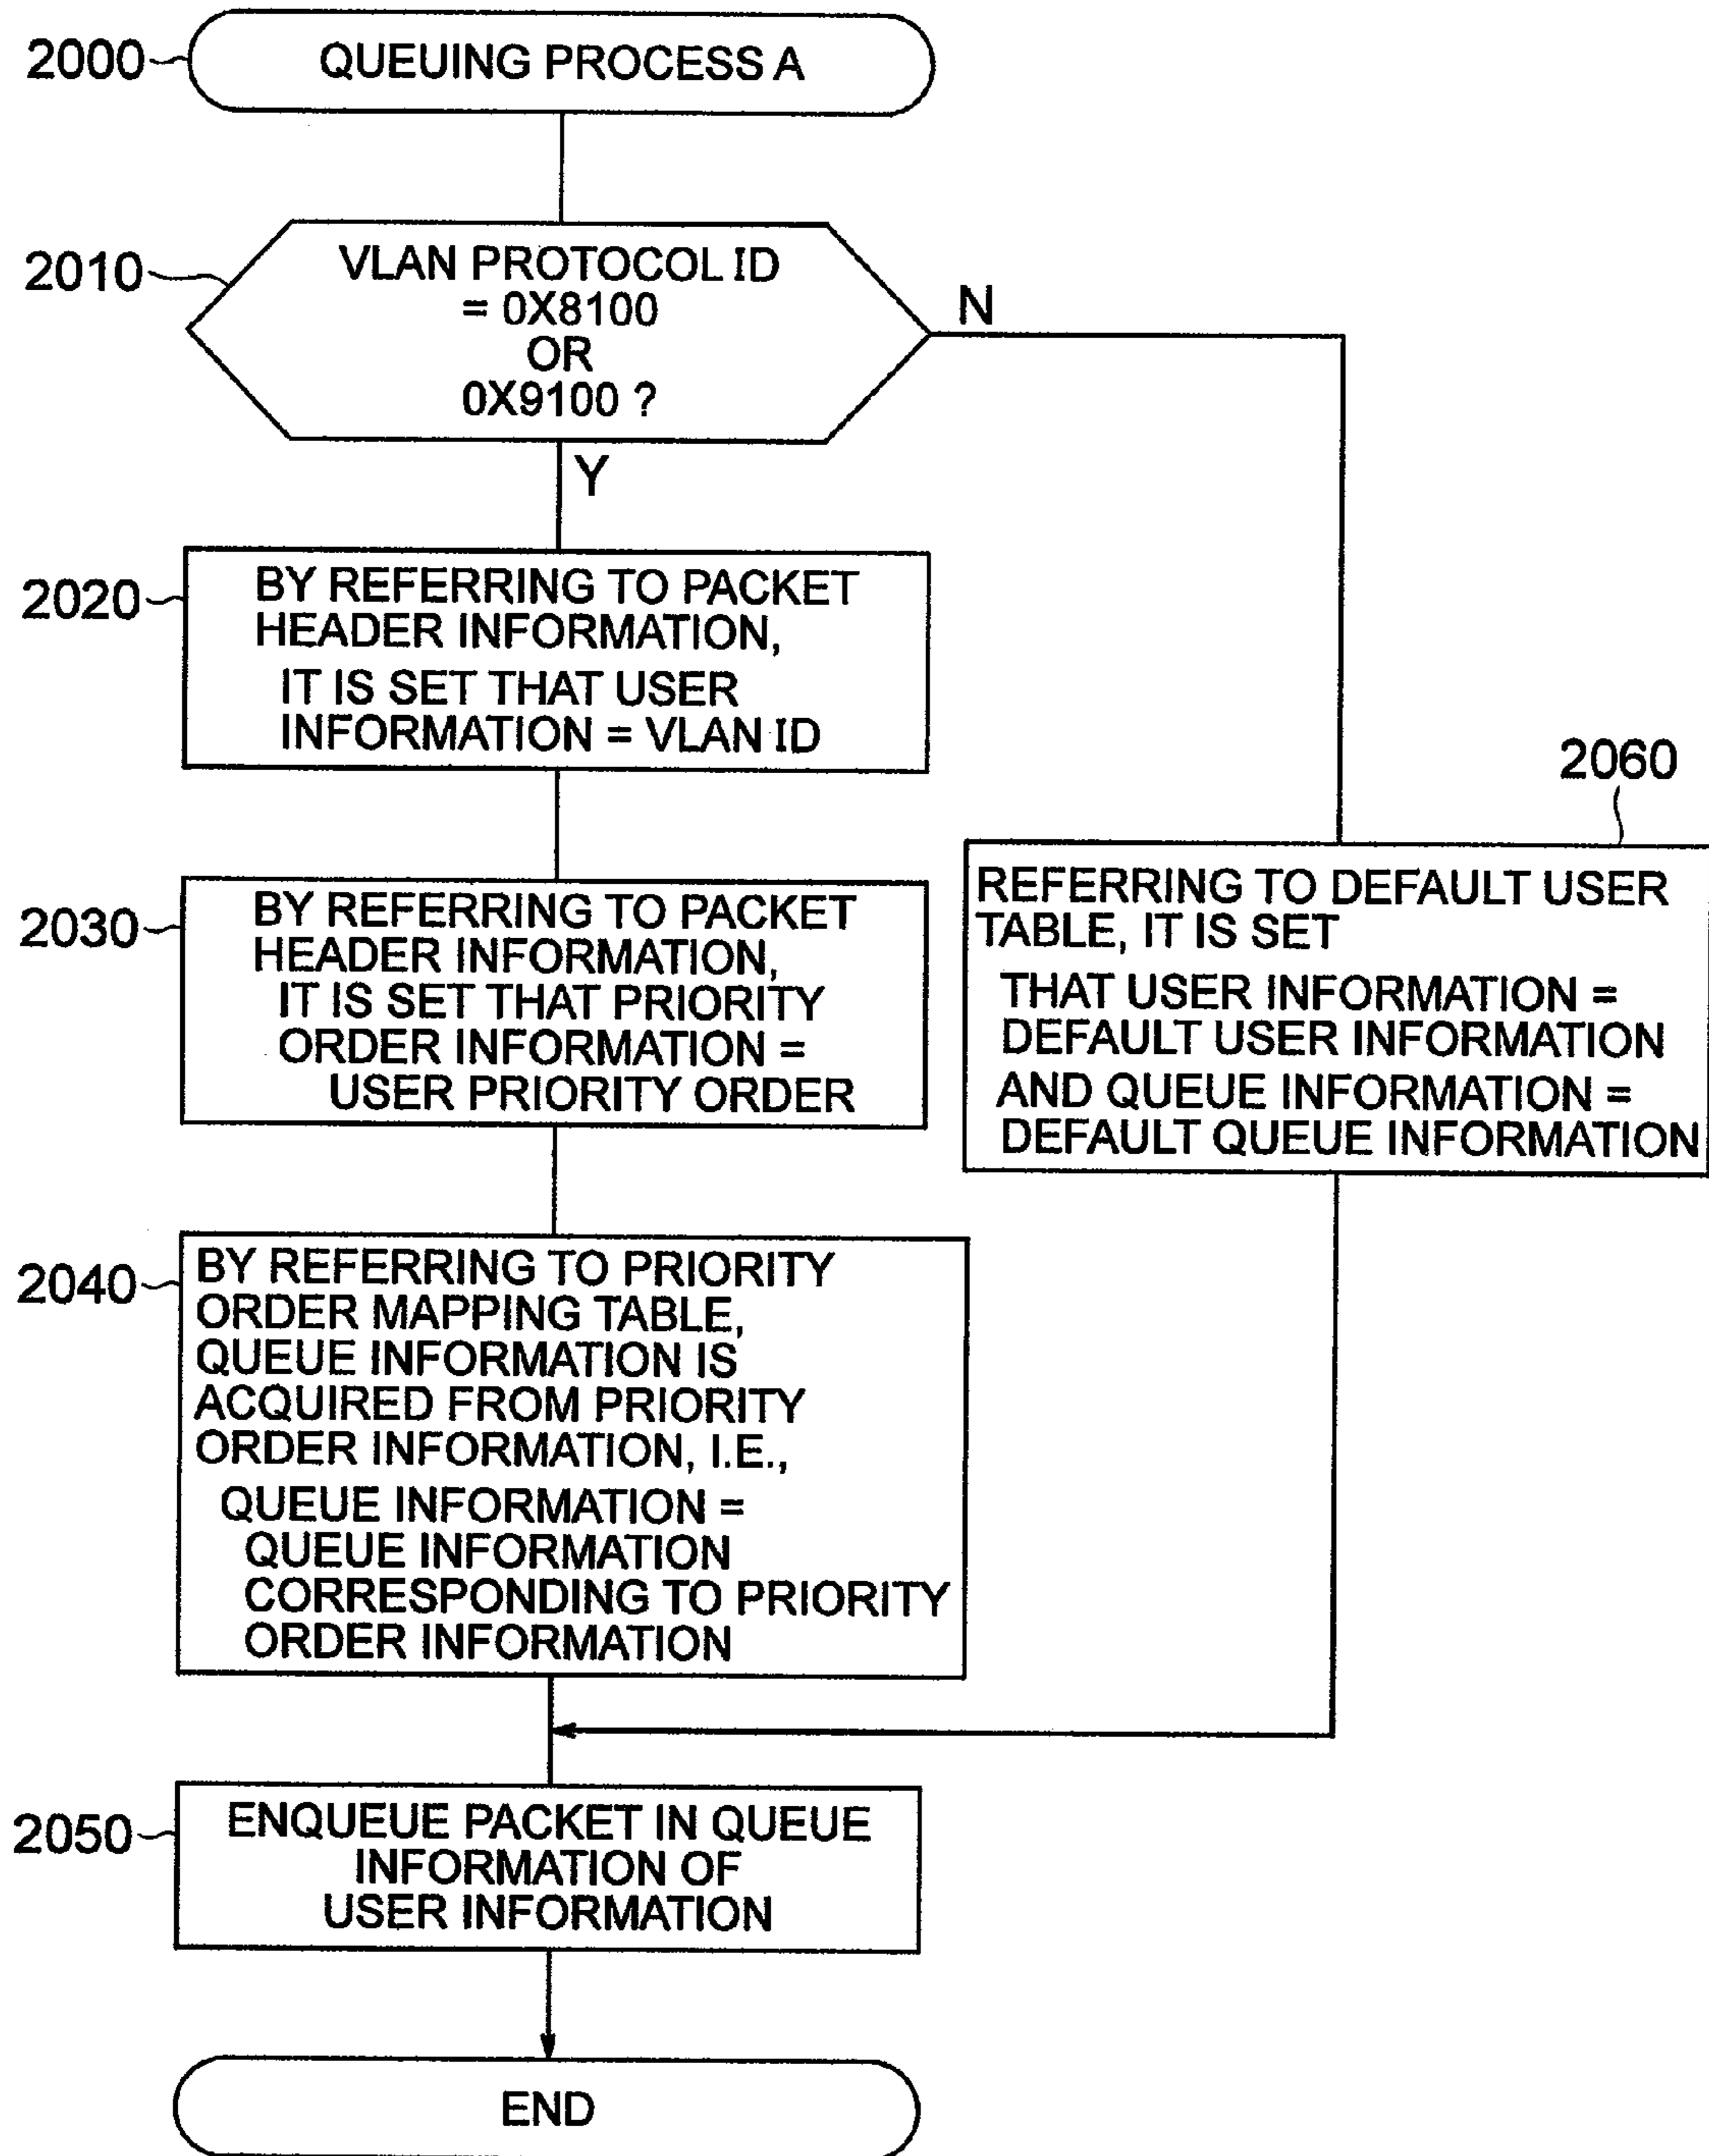 2000
QUEUING PROCESS A
2010
VLAN PROTOCOL ID
= 0X8100
OR
0X9100 ?
N
Y
2020
BY REFERRING TO PACKET
HEADER INFORMATION,
IT IS SET THAT USER
INFORMATION = VLAN ID
2030
BY REFERRING TO PACKET
HEADER INFORMATION,
IT IS SET THAT PRIORITY
ORDER INFORMATION =
USER PRIORITY ORDER
2060
REFERRING TO DEFAULT USER
TABLE, IT IS SET
THAT USER INFORMATION =
DEFAULT USER INFORMATION
AND QUEUE INFORMATION =
DEFAULT QUEUE INFORMATION
2040
BY REFERRING TO PRIORITY
ORDER MAPPING TABLE,
QUEUE INFORMATION IS
ACQUIRED FROM PRIORITY
ORDER INFORMATION, I.E.,
QUEUE INFORMATION =
QUEUE INFORMATION
CORRESPONDING TO PRIORITY
ORDER INFORMATION
2050
ENQUEUE PACKET IN QUEUE
INFORMATION OF
USER INFORMATION
END